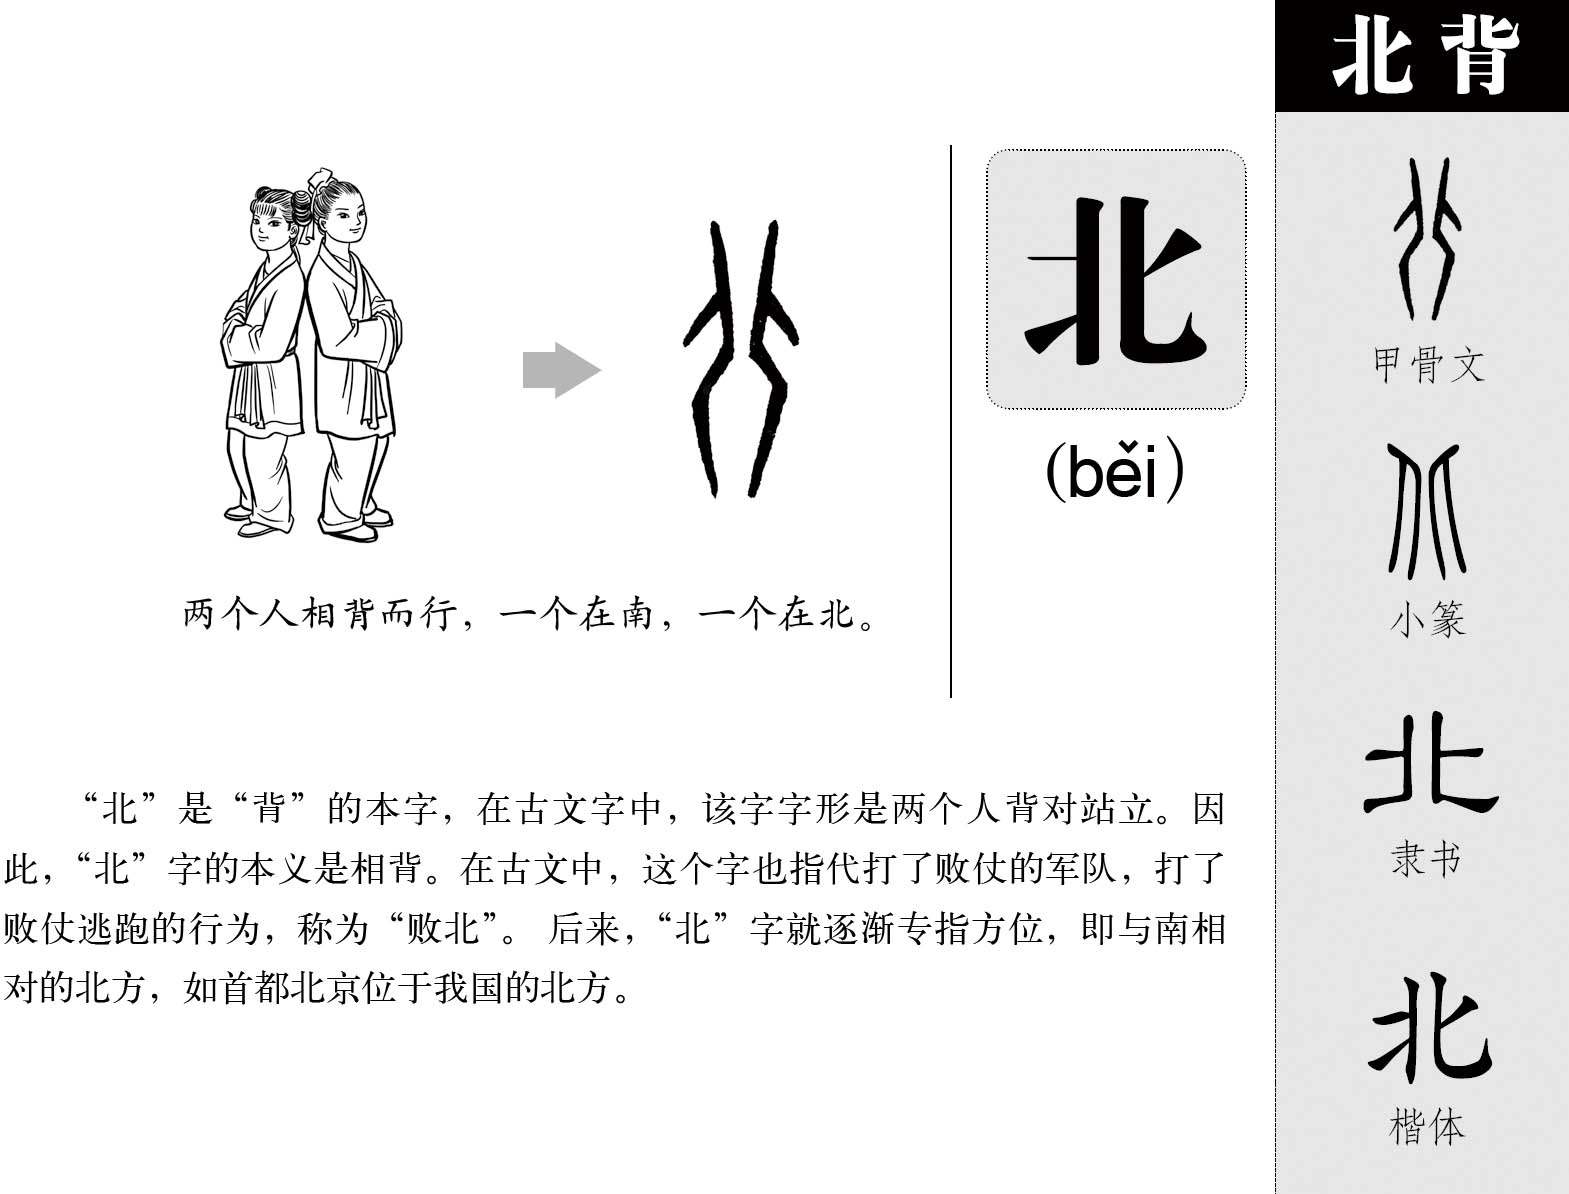 北 背
北
(běi)
两个人相背而行，一个在南，一个在北。
“北”是“背”的本字，在古文字中，该字字形是两个人背对站立。因
此，“北”字的本义是相背。在古文中，这个字也指代打了败仗的军队，打了
败仗逃跑的行为，称为“败北”。 后来，“北”字就逐渐专指方位，即与南相
对的北方，如首都北京位于我国的北方。
甲骨文
小篆
北
隶书
北
楷体